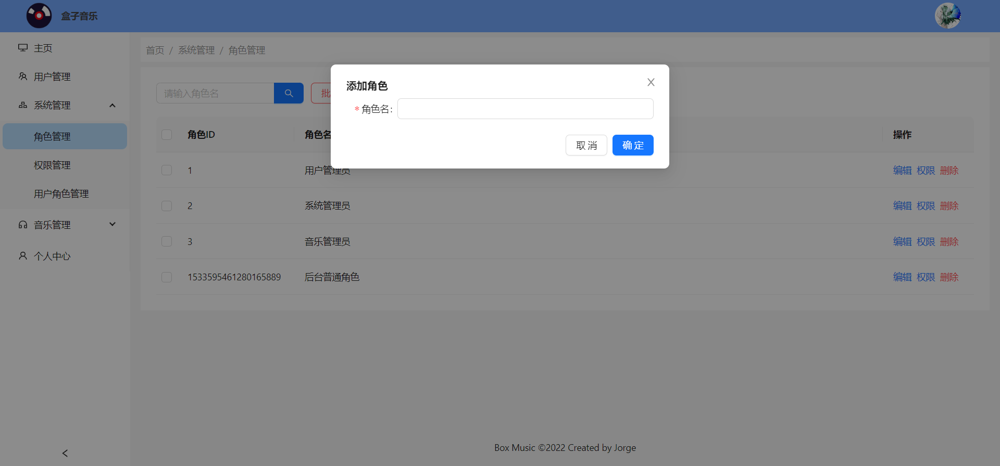 盒子音乐
主页
用户管理
系统管理
角色管理
权限管理
用户角色管理
音乐管理
个人中心
首页 / 系统管理 / 角色管理
请输入角色名
批
添加角色
* 角色名:
取 消
确 定
角色ID 角色名 操作
1 用户管理员 编辑 权限 删除
2 系统管理员 编辑 权限 删除
3 音乐管理员 编辑 权限 删除
1533595461280165889 后台普通角色 编辑 权限 删除
Box Music ©2022 Created by Jorge